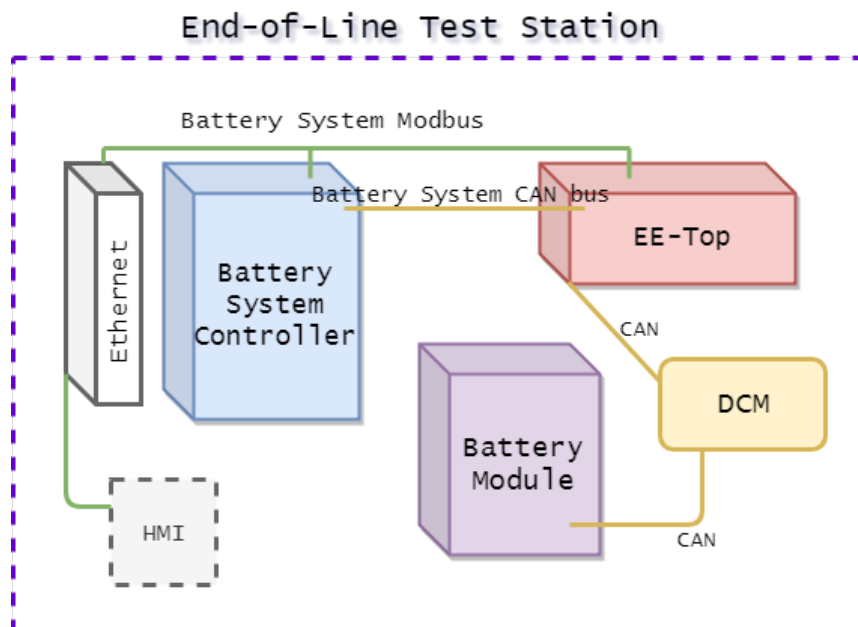 End-of-Line Test Station
Battery System Modbus
Battery System CAN bus
EE-Top
Ethernet
Battery
System
Controller
CAN
DCM
Battery
Module
HMI
CAN